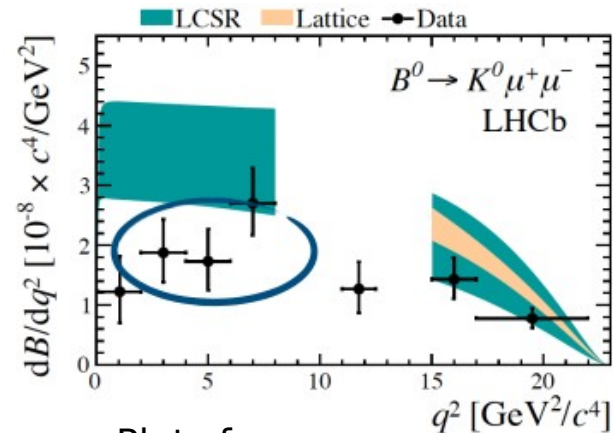 LCSR Lattice Data
B⁰ → K⁰μ⁺μ⁻
LHCb
dB/dq² [10⁻⁸ × c⁴/GeV²]
5
4
3
2
1
0
0 5 10 15 20
q² [GeV²/c⁴]